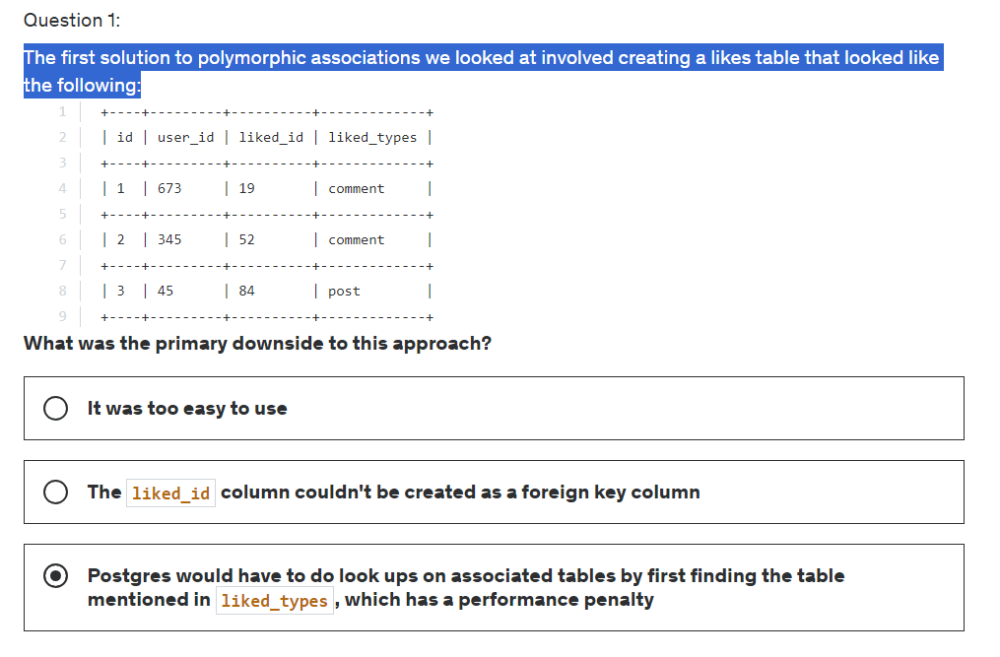 Question 1:
The first solution to polymorphic associations we looked at involved creating a likes table that looked like
the following:
1 +----+---------+----------+-------------+
2 | id | user_id | liked_id | liked_types |
3 +----+---------+----------+-------------+
4 | 1 | 673 | 19 | comment |
5 +----+---------+----------+-------------+
6 | 2 | 345 | 52 | comment |
7 +----+---------+----------+-------------+
8 | 3 | 45 | 84 | post |
9 +----+---------+----------+-------------+
What was the primary downside to this approach?
It was too easy to use
The liked_id column couldn't be created as a foreign key column
Postgres would have to do look ups on associated tables by first finding the table
mentioned in liked_types, which has a performance penalty